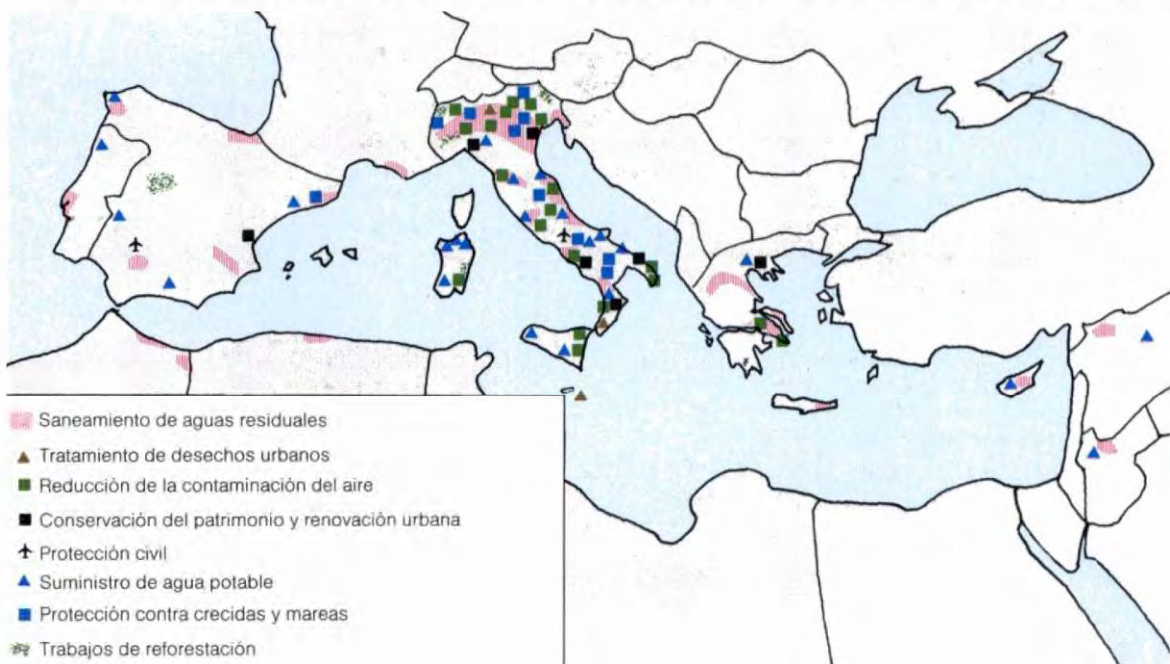 Saneamiento de aguas residuales
Tratamiento de desechos urbanos
Reducción de la contaminación del aire
Conservación del patrimonio y renovación urbana
Protección civil
Suministro de agua potable
Protección contra crecidas y mareas
Trabajos de reforestación